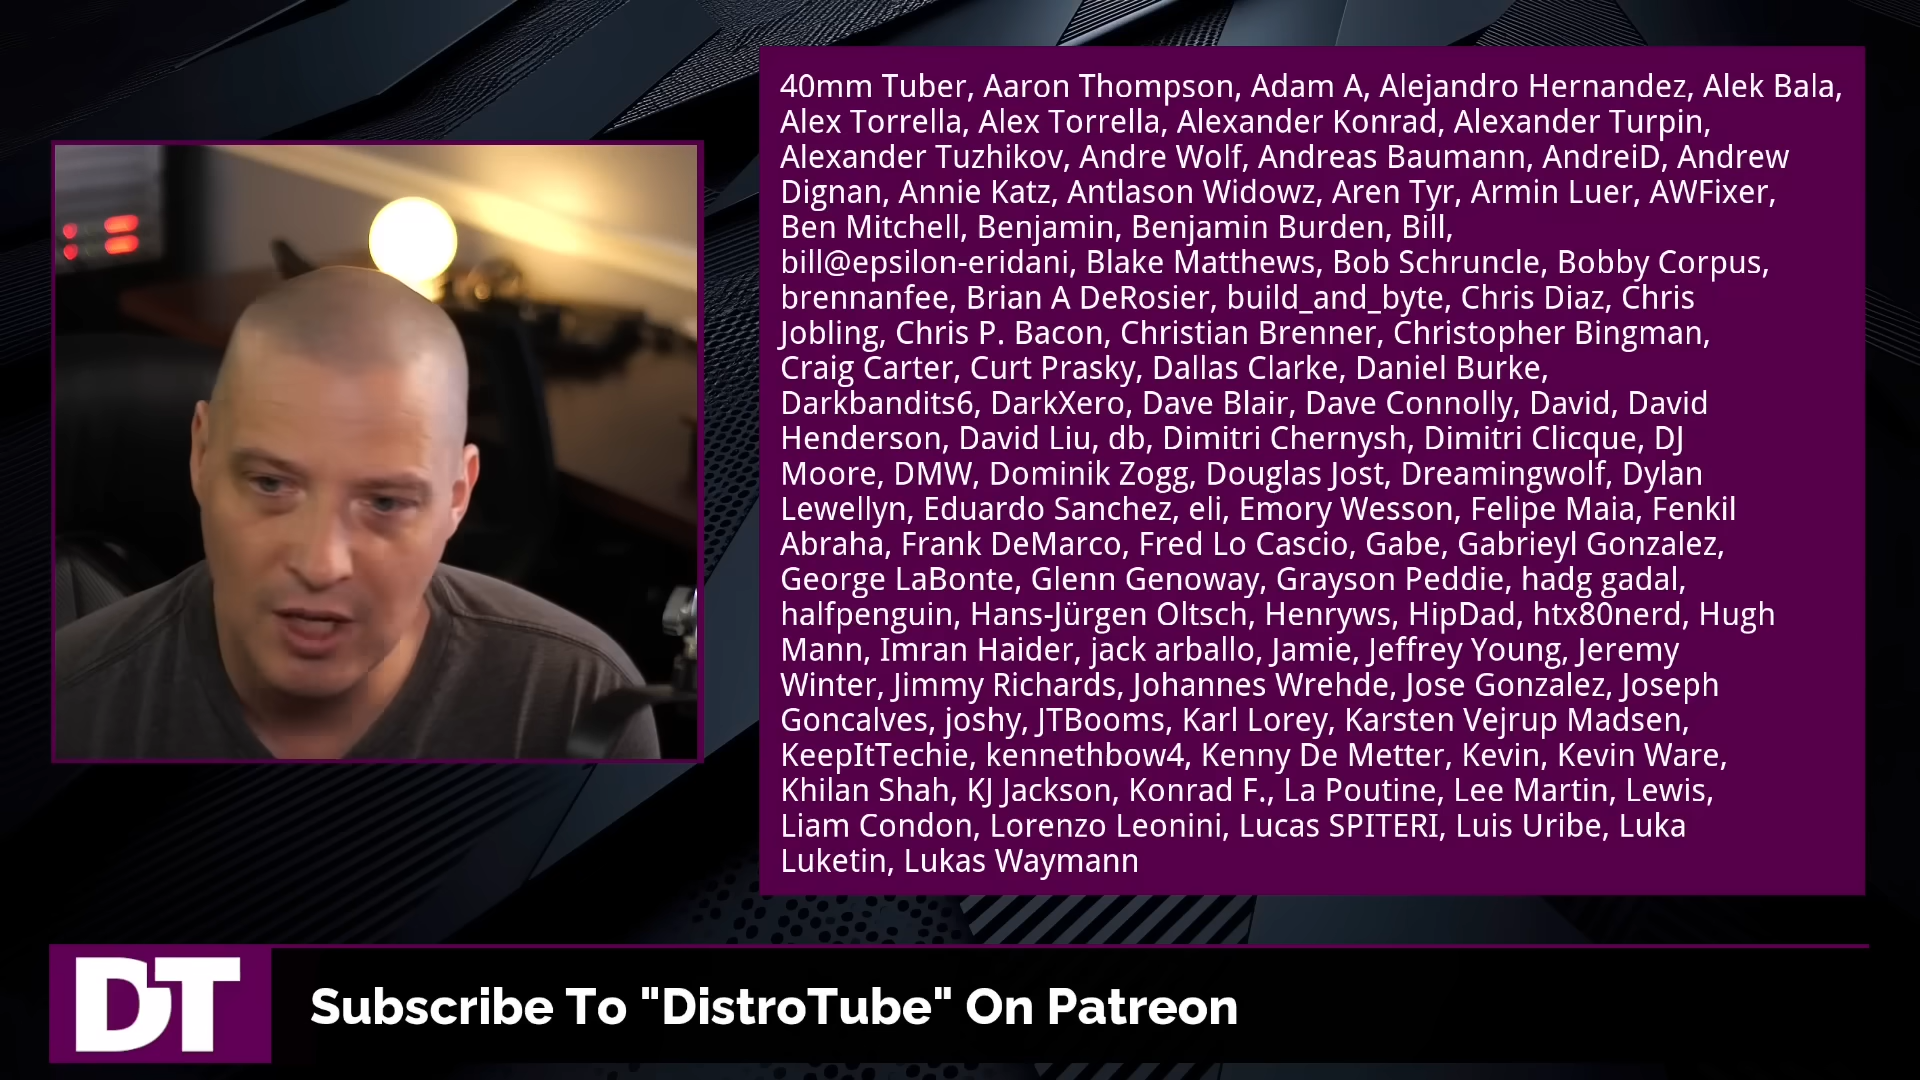 40mm Tuber, Aaron Thompson, Adam A, Alejandro Hernandez, Alek Bala,
Alex Torrella, Alex Torrella, Alexander Konrad, Alexander Turpin,
Alexander Tuzhikov, Andre Wolf, Andreas Baumann, AndreiD, Andrew
Dignan, Annie Katz, Antlason Widowz, Aren Tyr, Armin Luer, AWFixer,
Ben Mitchell, Benjamin, Benjamin Burden, Bill,
bill@epsilon-eridani, Blake Matthews, Bob Schruncle, Bobby Corpus,
brennanfee, Brian A DeRosier, build_and_byte, Chris Diaz, Chris
Jobling, Chris P. Bacon, Christian Brenner, Christopher Bingman,
Craig Carter, Curt Prasky, Dallas Clarke, Daniel Burke,
Darkbandits6, DarkXero, Dave Blair, Dave Connolly, David, David
Henderson, David Liu, db, Dimitri Chernysh, Dimitri Clicque, DJ
Moore, DMW, Dominik Zogg, Douglas Jost, Dreamingwolf, Dylan
Lewellyn, Eduardo Sanchez, eli, Emory Wesson, Felipe Maia, Fenkil
Abraha, Frank DeMarco, Fred Lo Cascio, Gabe, Gabrieyl Gonzalez,
George LaBonte, Glenn Genoway, Grayson Peddie, hadg gadal,
halfpenguin, Hans-Jürgen Oltsch, Henryws, HipDad, htx80nerd, Hugh
Mann, Imran Haider, jack arballo, Jamie, Jeffrey Young, Jeremy
Winter, Jimmy Richards, Johannes Wrehde, Jose Gonzalez, Joseph
Goncalves, joshy, JTBooms, Karl Lorey, Karsten Vejrup Madsen,
KeepItTechie, kennethbow4, Kenny De Metter, Kevin, Kevin Ware,
Khilan Shah, KJ Jackson, Konrad F., La Poutine, Lee Martin, Lewis,
Liam Condon, Lorenzo Leonini, Lucas SPITERI, Luis Uribe, Luka
Luketin, Lukas Waymann
DT
Subscribe To "DistroTube" On Patreon